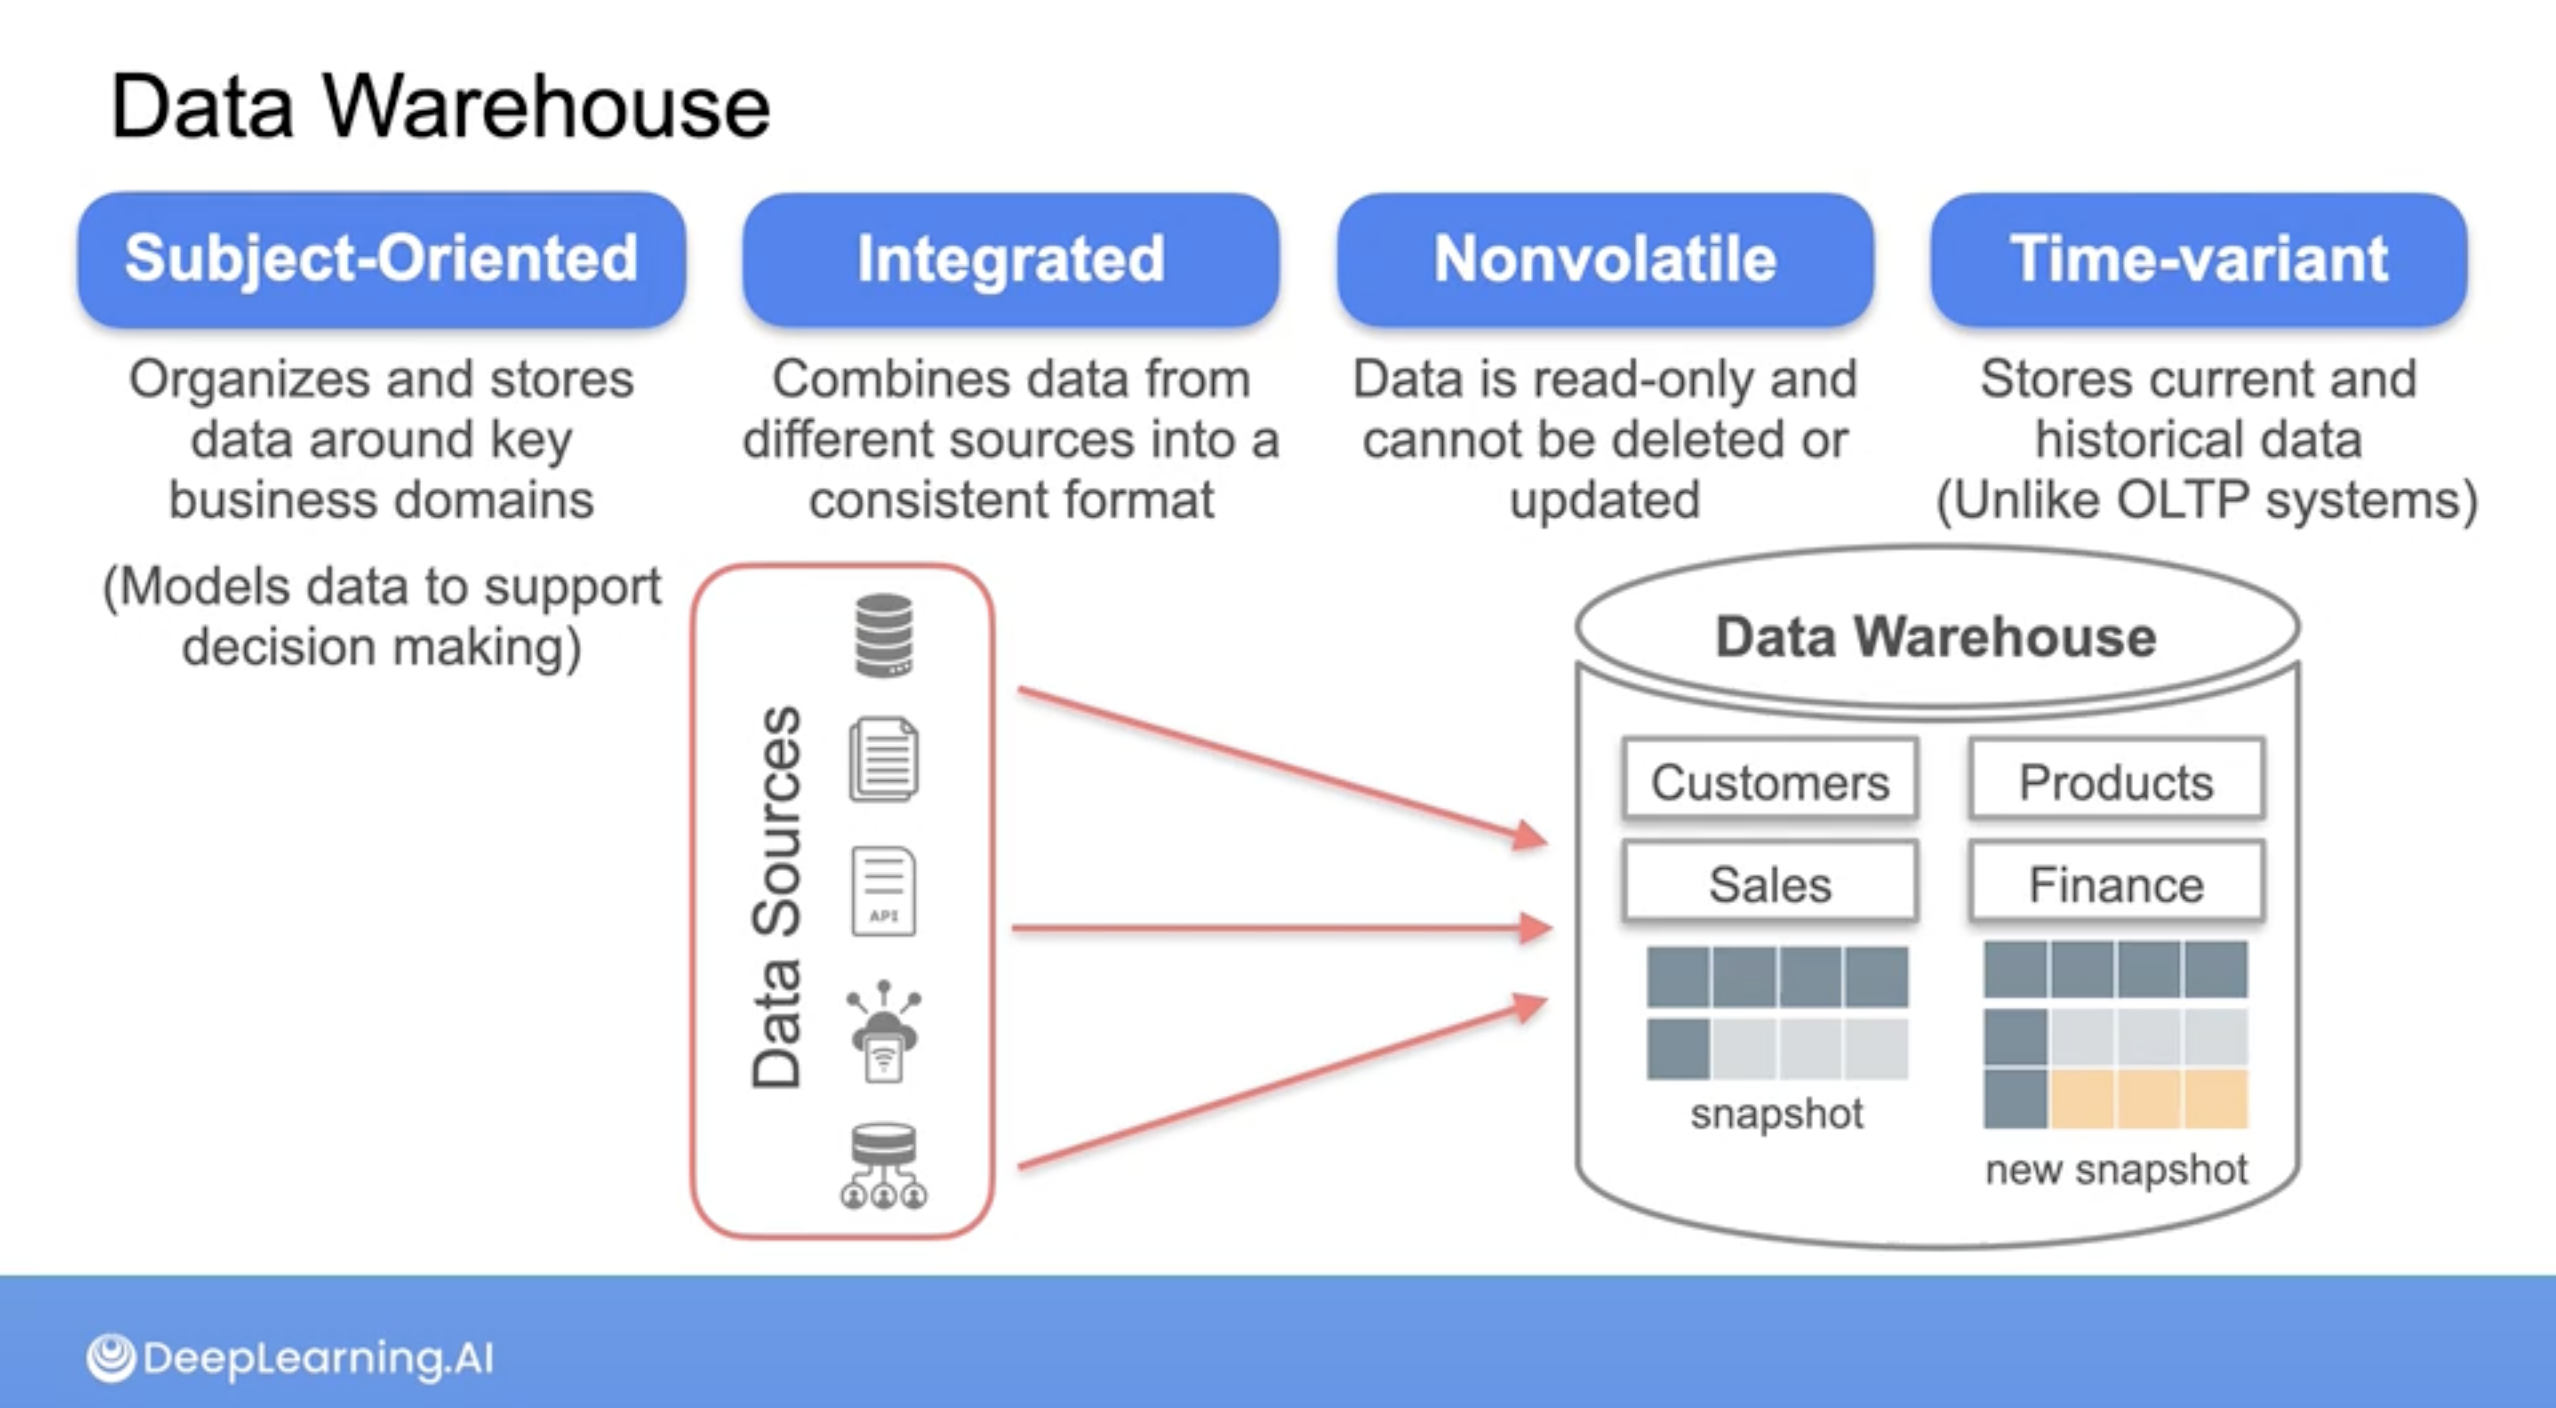 Data Warehouse
Subject-Oriented
Organizes and stores
data around key
business domains
(Models data to support
decision making)
Integrated
Combines data from
different sources into a
consistent format
Nonvolatile
Data is read-only and
cannot be deleted or
updated
Time-variant
Stores current and
historical data
(Unlike OLTP systems)
Data Sources
API
Data Warehouse
Customers
Products
Sales
Finance
snapshot
new snapshot
DeepLearning.AI